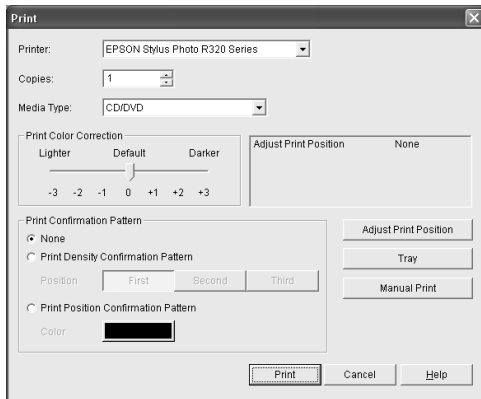 Print
Printer: EPSON Stylus Photo R320 Series
Copies: 1
Media Type: CD/DVD
Print Color Correction
Lighter Default Darker
-3 -2 -1 0 +1 +2 +3
Adjust Print Position None
Print Confirmation Pattern
None
Print Density Confirmation Pattern
Position First Second Third
Print Position Confirmation Pattern
Color
Adjust Print Position
Tray
Manual Print
Print Cancel Help